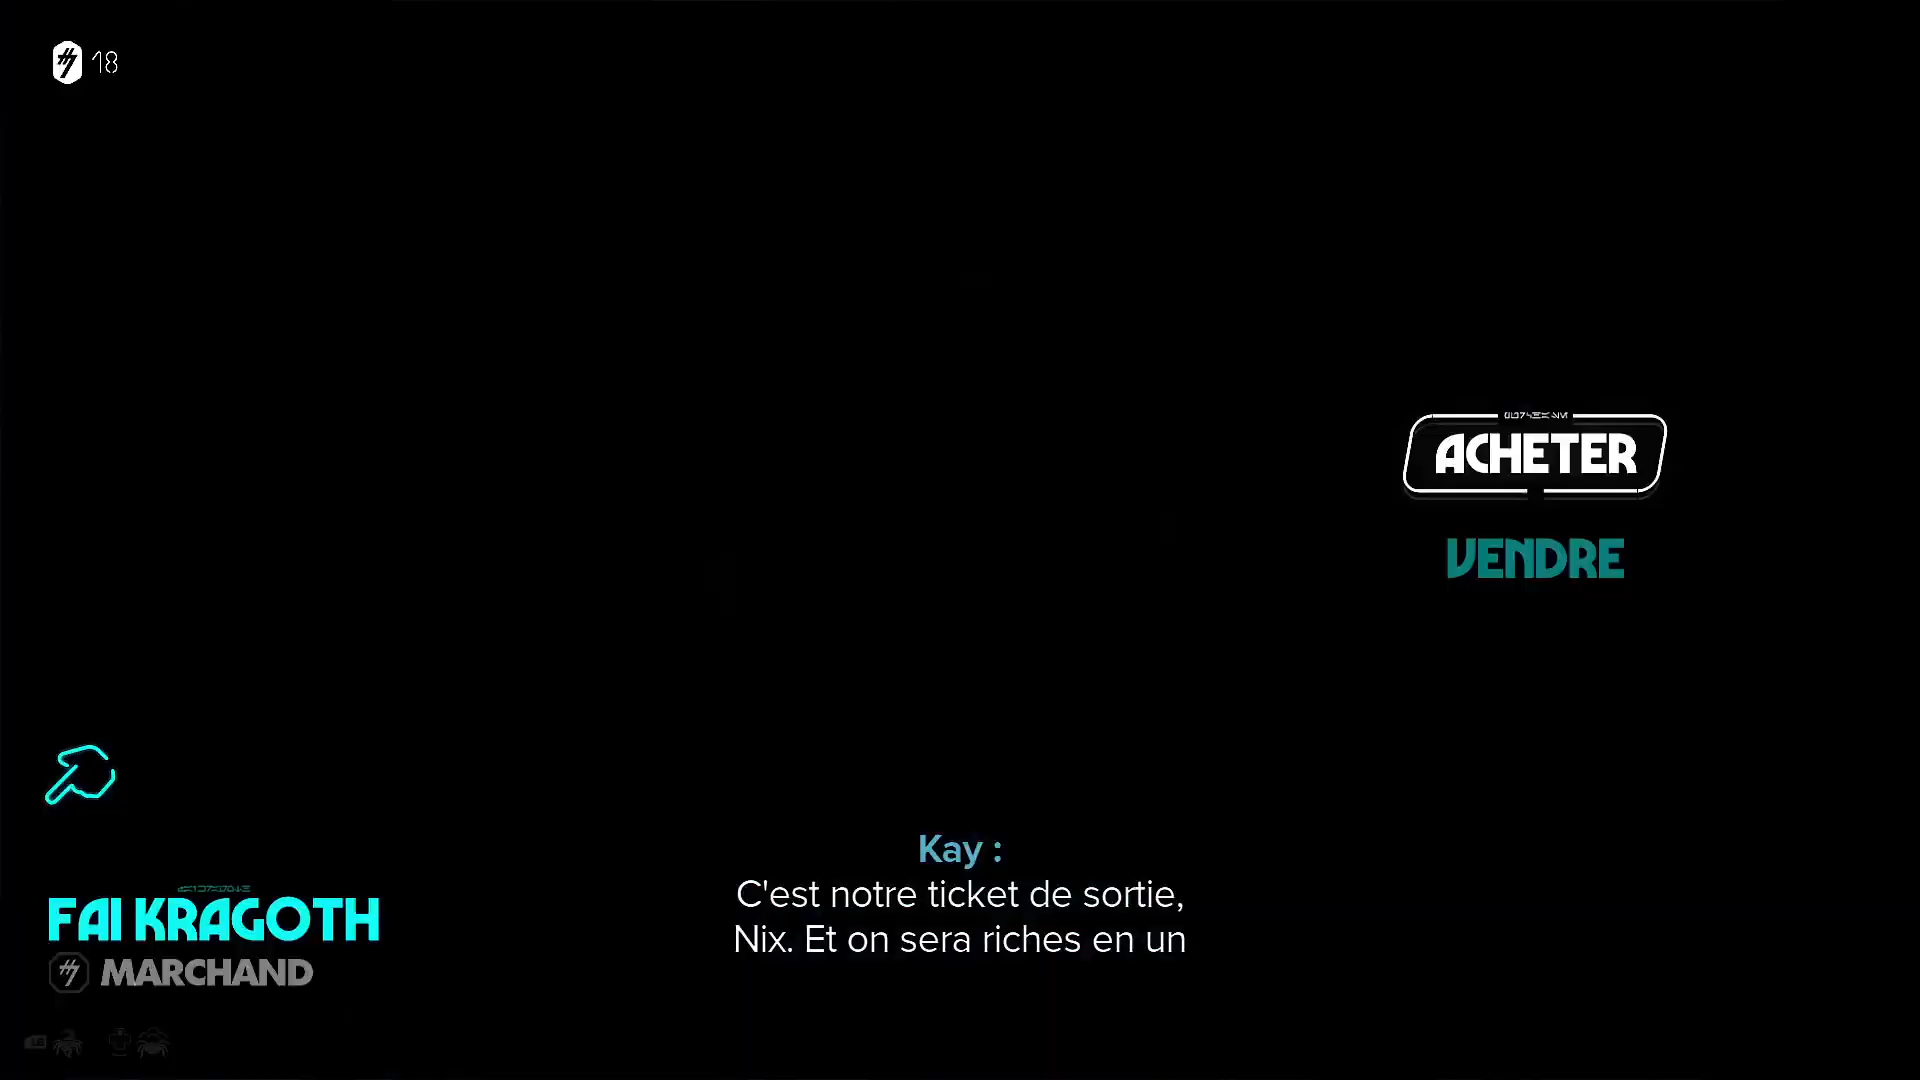 18
ACHETER
VENDRE
Kay :
C'est notre ticket de sortie,
Nix. Et on sera riches en un
FAI KRAGOTH
MARCHAND